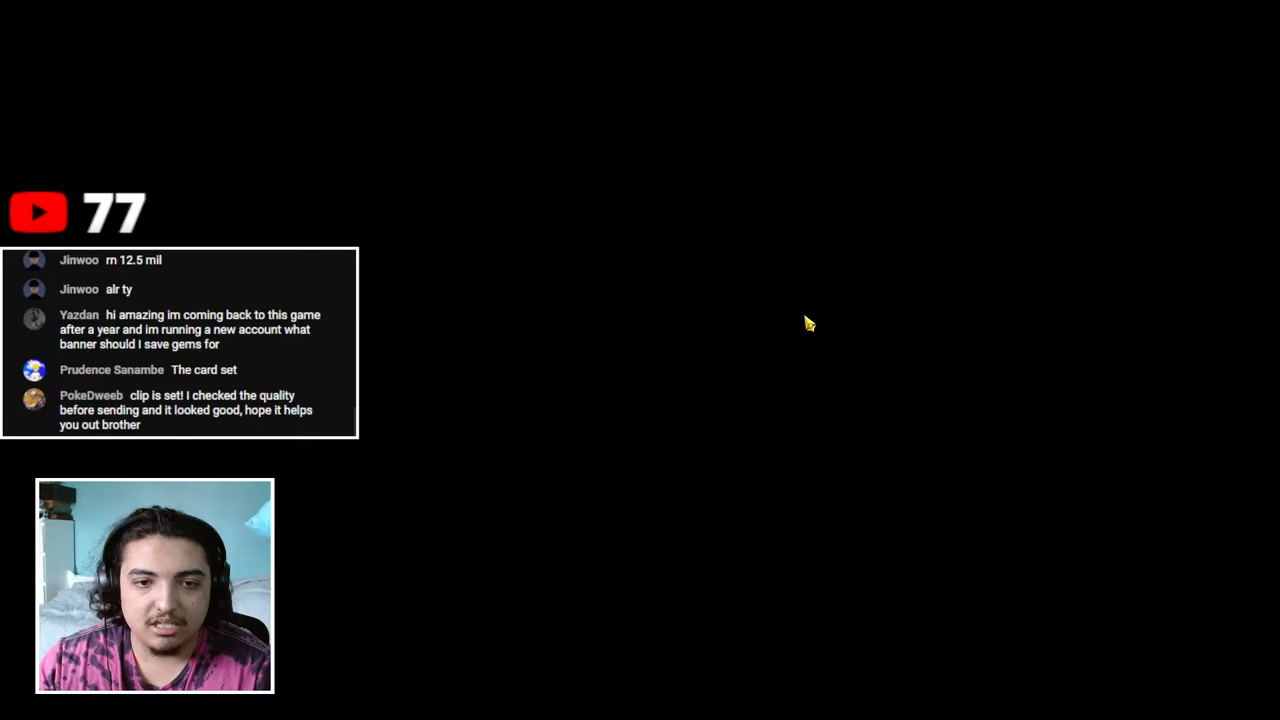 77
Jinwoo rn 12.5 mil
Jinwoo alr ty
Yazdan hi amazing im coming back to this game
after a year and im running a new account what
banner should I save gems for
Prudence Sanambe The card set
PokeDweeb clip is set! I checked the quality
before sending and it looked good, hope it helps
you out brother